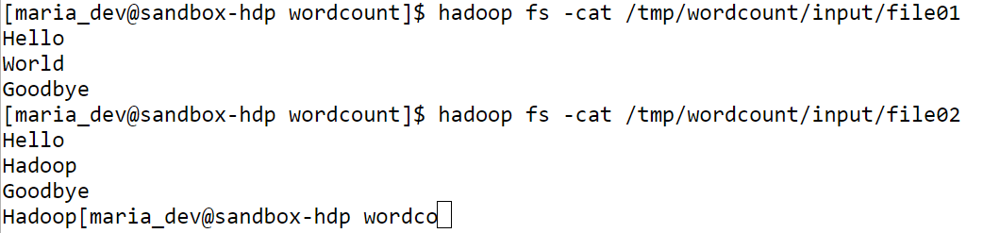 [maria_dev@sandbox-hdp wordcount]$ hadoop fs -cat /tmp/wordcount/input/file01
Hello
World
Goodbye
[maria_dev@sandbox-hdp wordcount]$ hadoop fs -cat /tmp/wordcount/input/file02
Hello
Hadoop
Goodbye
Hadoop[maria_dev@sandbox-hdp wordco